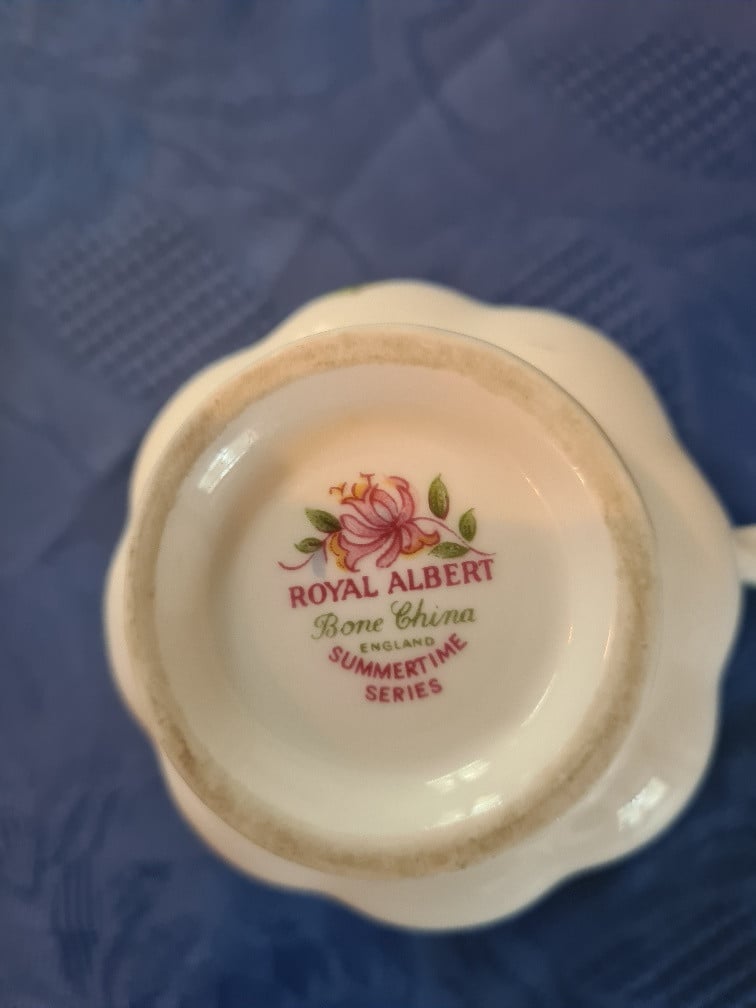 ROYAL ALBERT
Bone China
ENGLAND
SUMMERTIME
SERIES